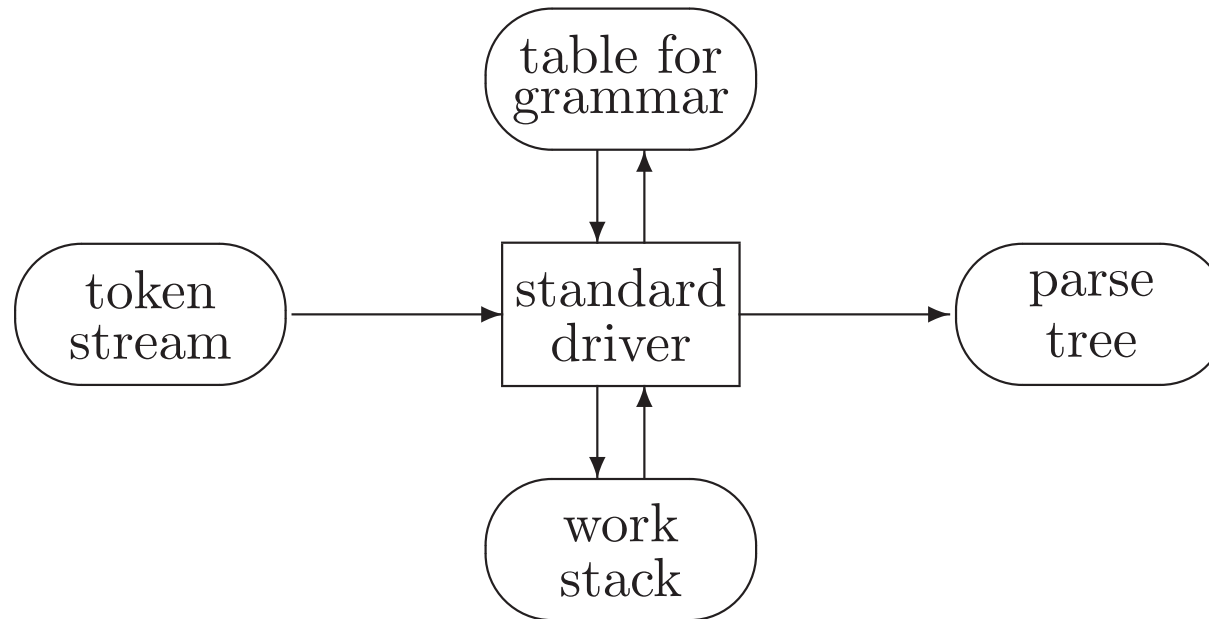 table for
grammar
token
stream
standard
driver
parse
tree
work
stack